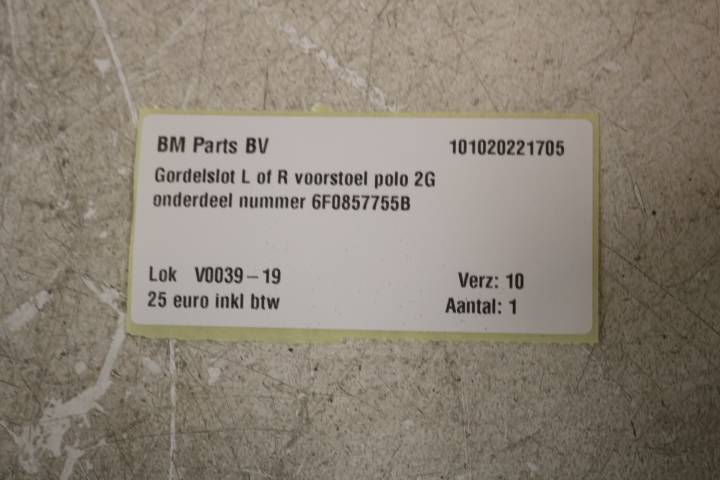 BM Parts BV 101020221705
Gordelslot L of R voorstoel polo 2G
onderdeel nummer 6F0857755B
Lok V0039-19 Verz: 10
25 euro inkl btw Aantal: 1